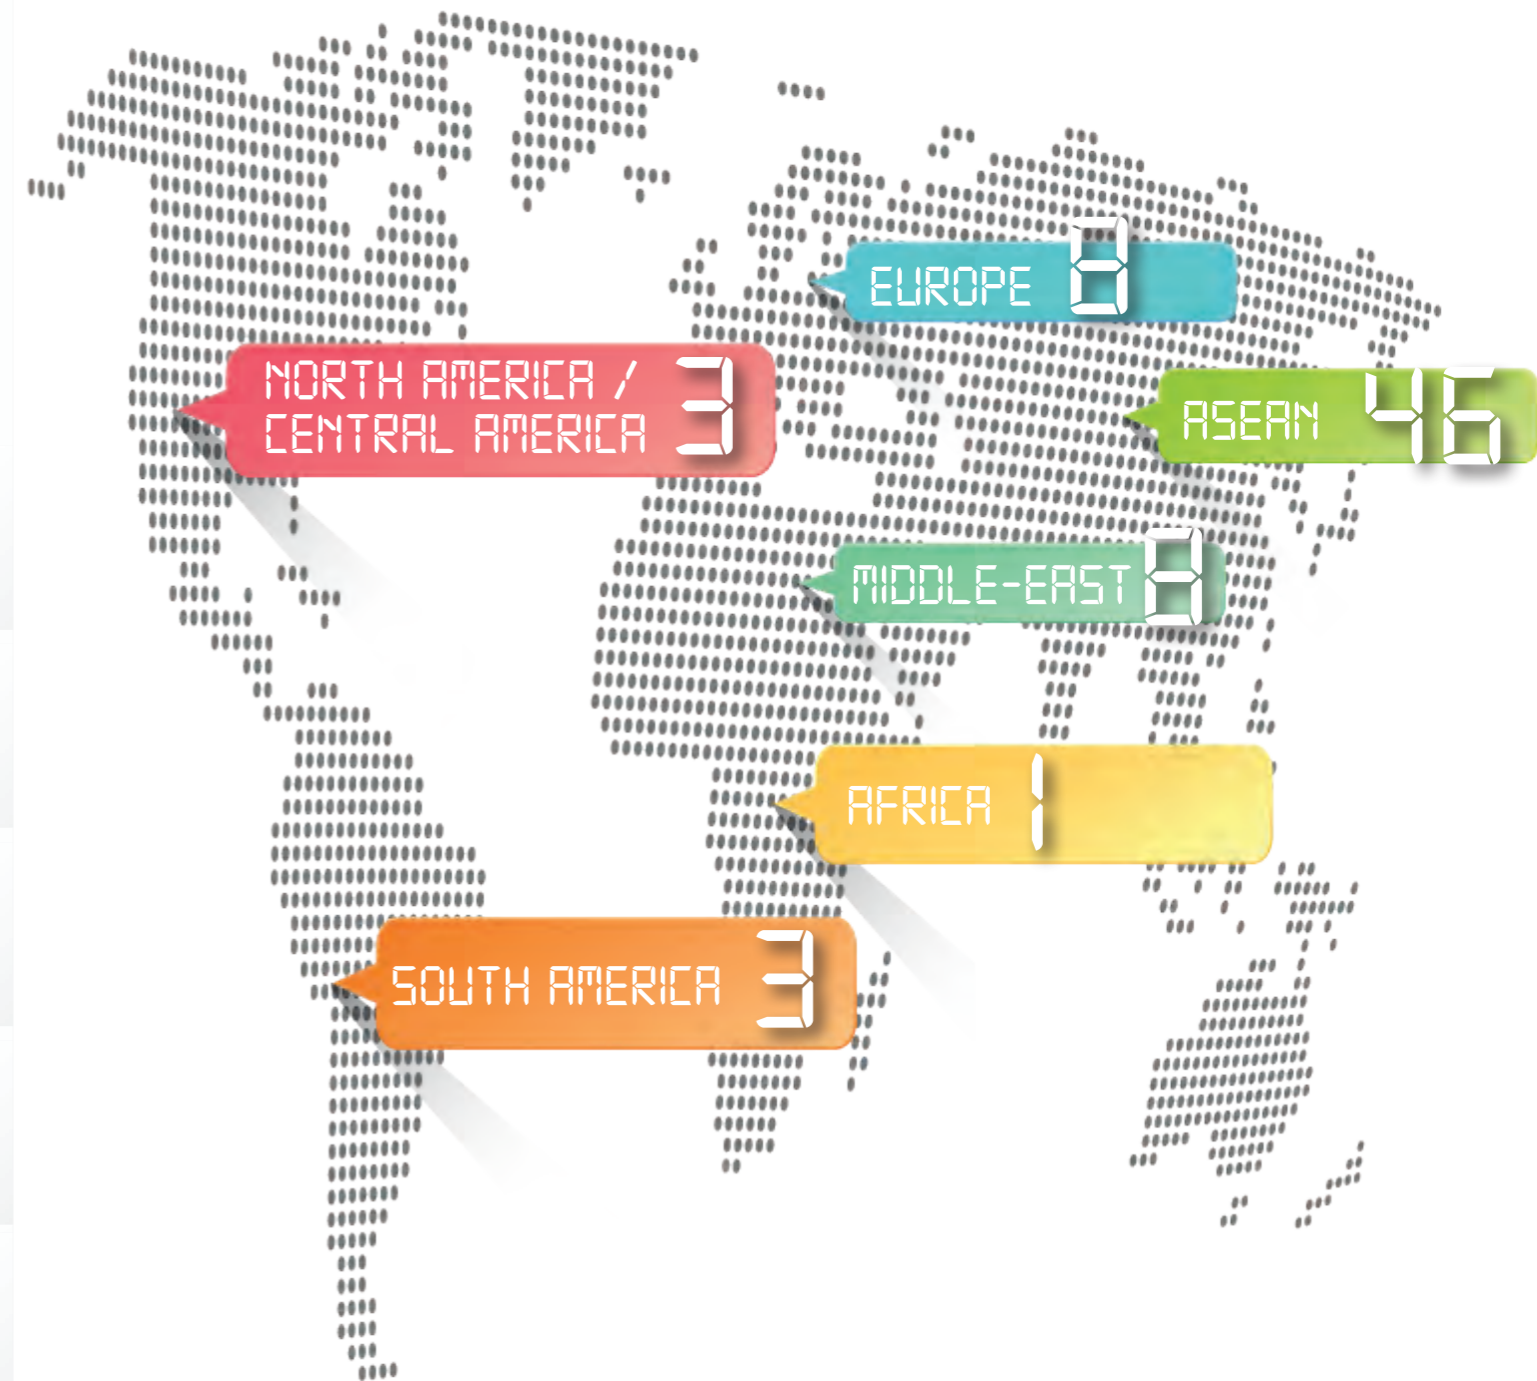 EUROPE 8
NORTH AMERICA /
CENTRAL AMERICA 3
ASEAN 46
MIDDLE-EAST 8
AFRICA 1
SOUTH AMERICA 3